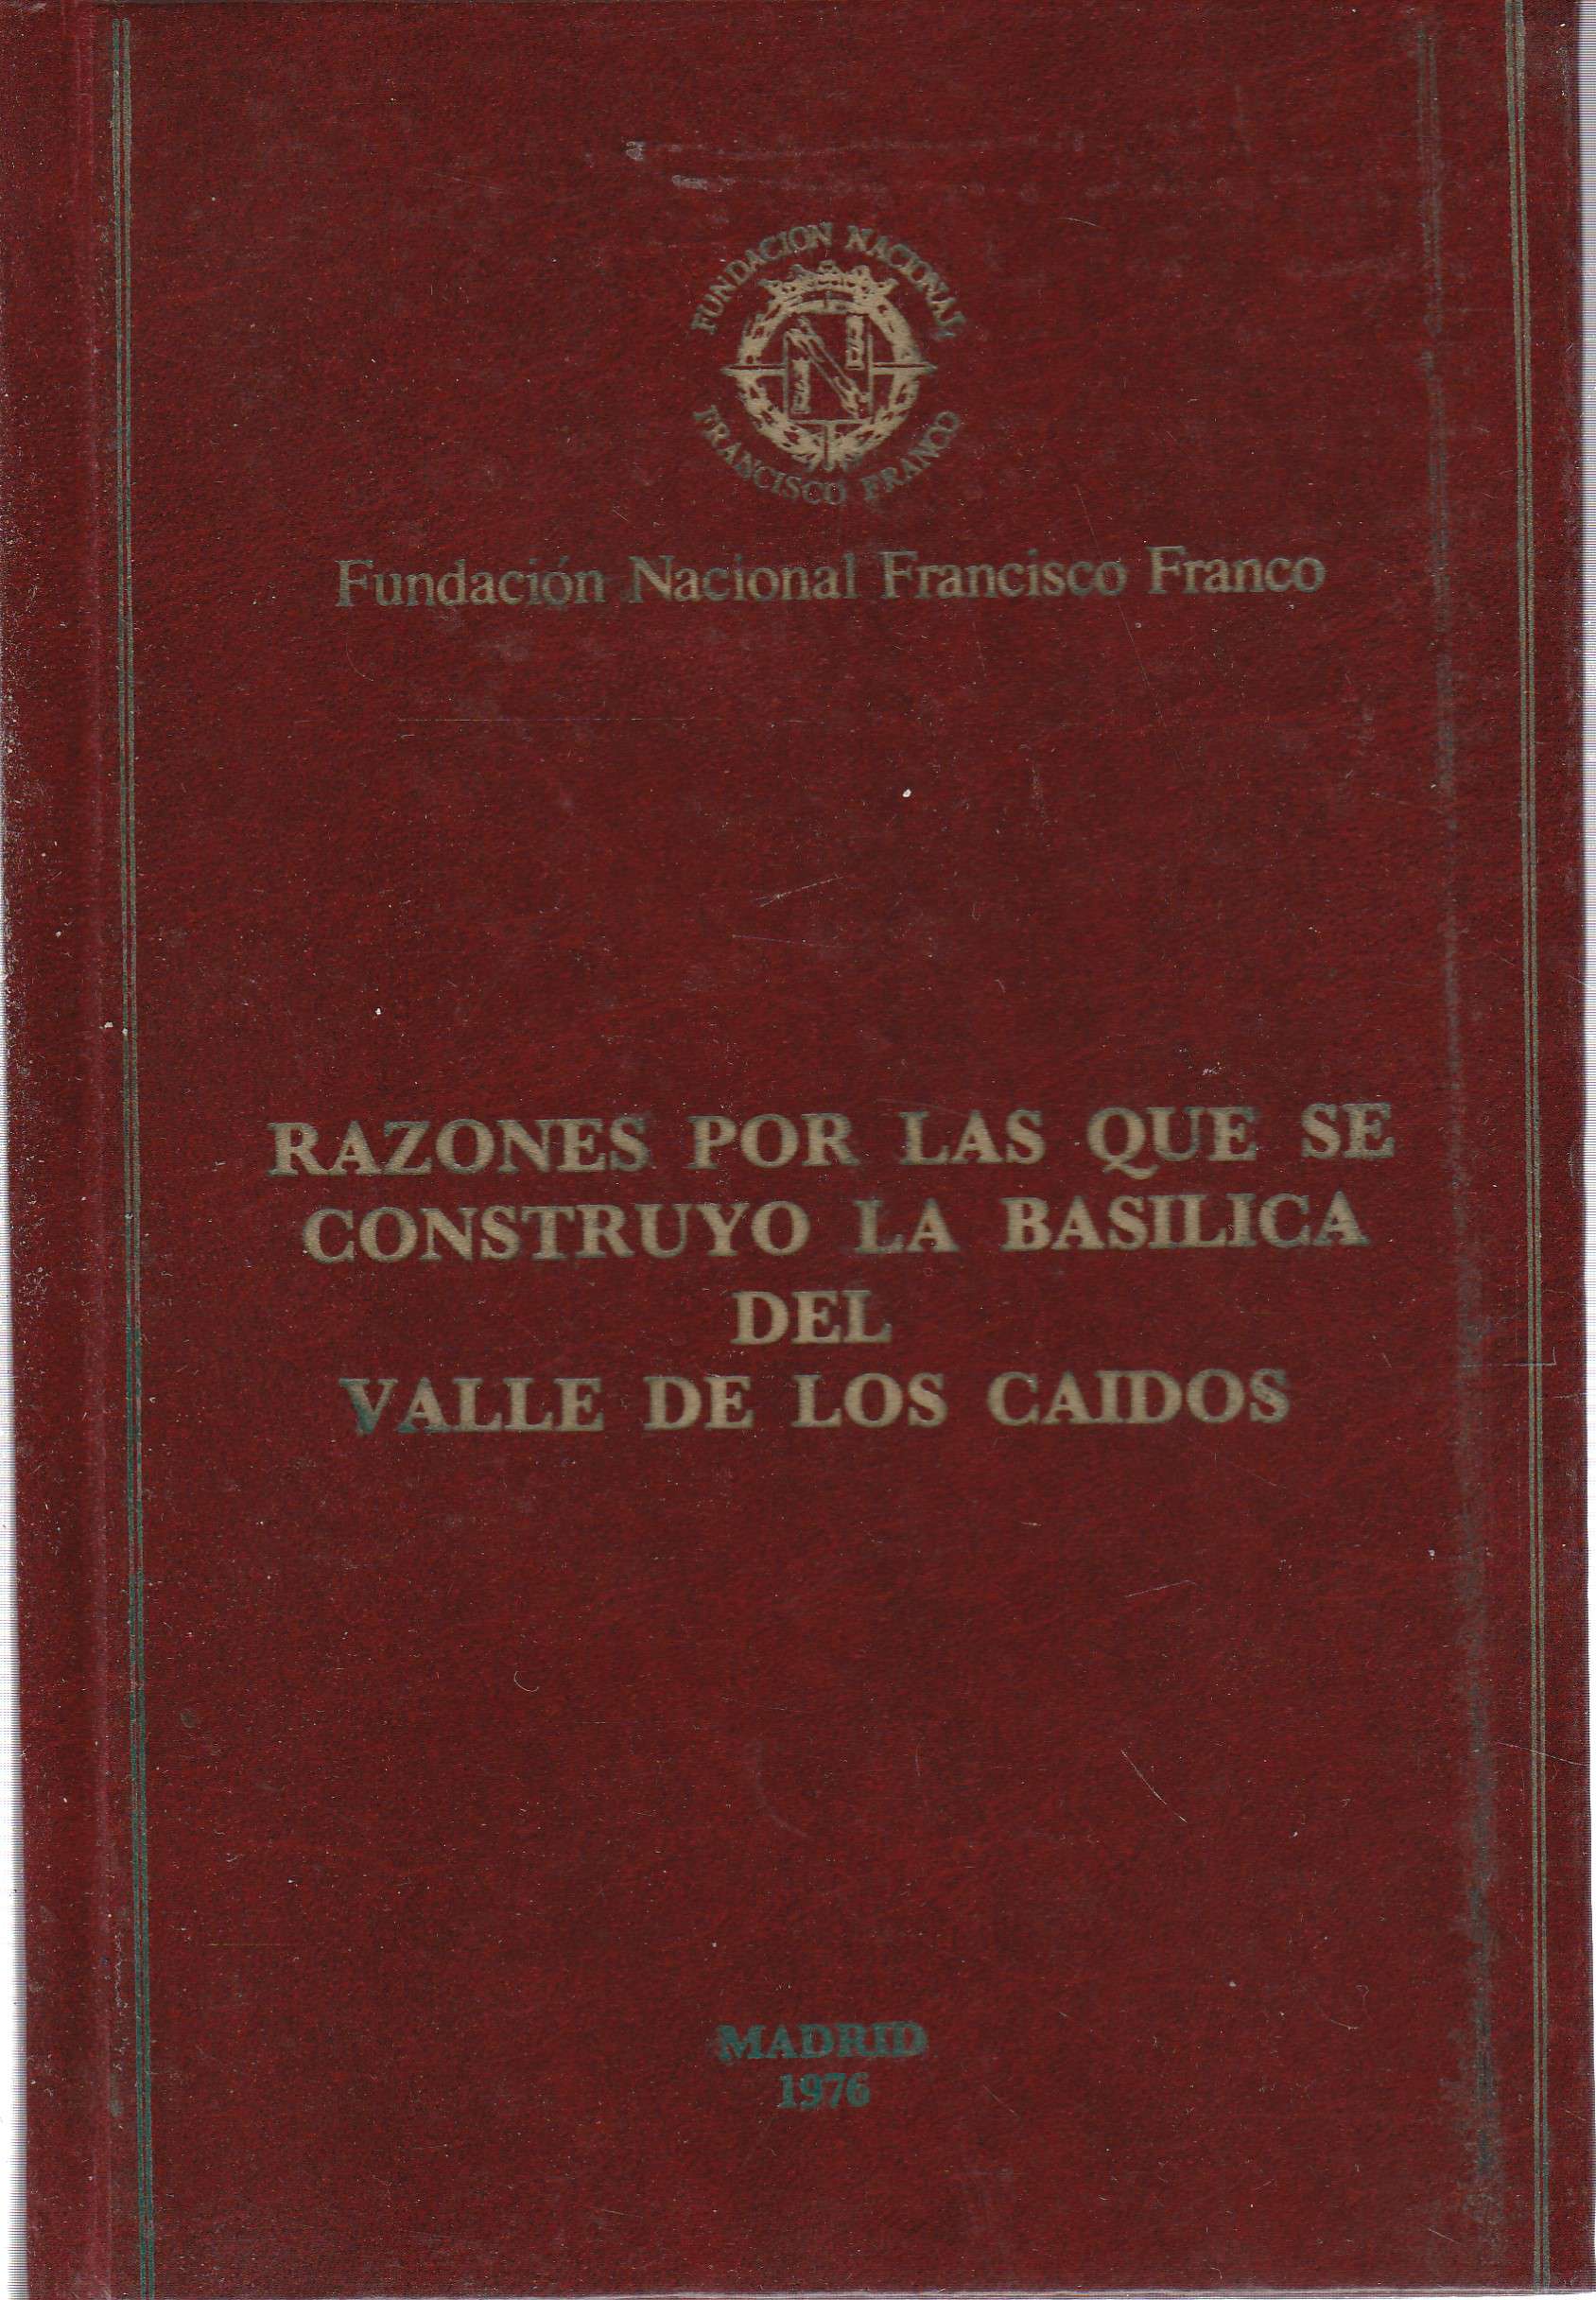 FUNDACION NACIONAL
N
FRANCISCO FRANCO
Fundación Nacional Francisco Franco
RAZONES POR LAS QUE SE
CONSTRUYO LA BASILICA
DEL
VALLE DE LOS CAIDOS
MADRID
1976